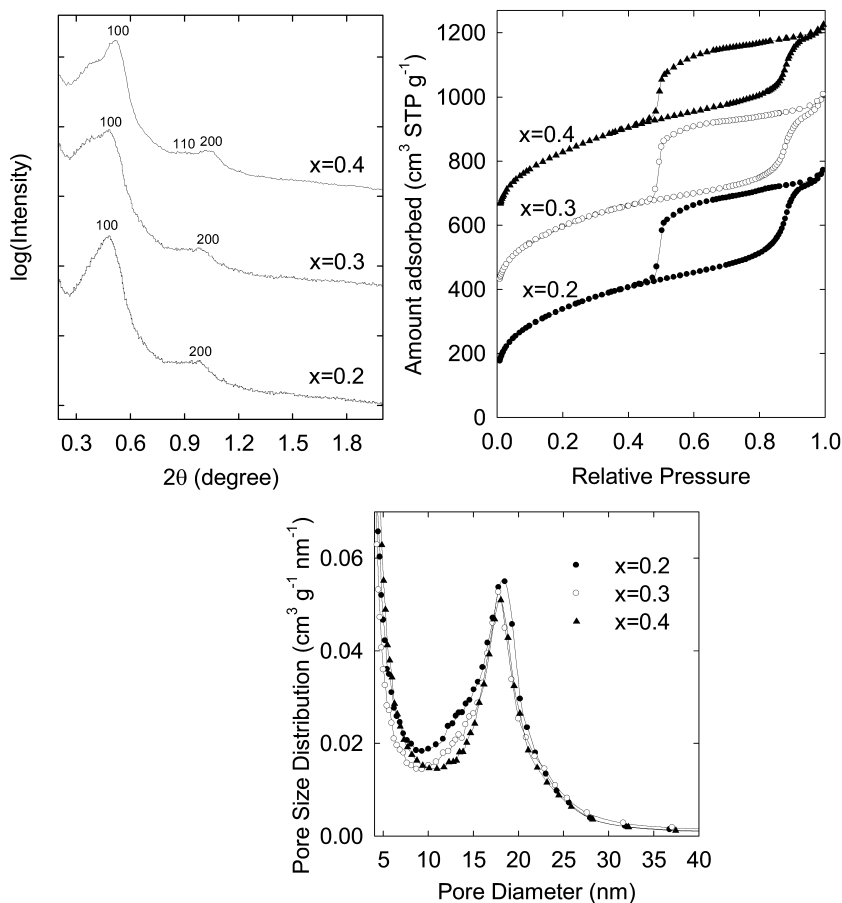 100
100
110 200
x=0.4
100
200
x=0.3
200
x=0.2
log(Intensity)
0.3 0.6 0.9 1.2 1.5 1.8
2θ (degree)
1200
1000
800
600
400
200
0
Amount adsorbed (cm³ STP g⁻¹)
x=0.4
x=0.3
x=0.2
0.0 0.2 0.4 0.6 0.8 1.0
Relative Pressure
0.06
0.04
0.02
0.00
Pore Size Distribution (cm³ g⁻¹ nm⁻¹)
x=0.2
x=0.3
x=0.4
5 10 15 20 25 30 35 40
Pore Diameter (nm)